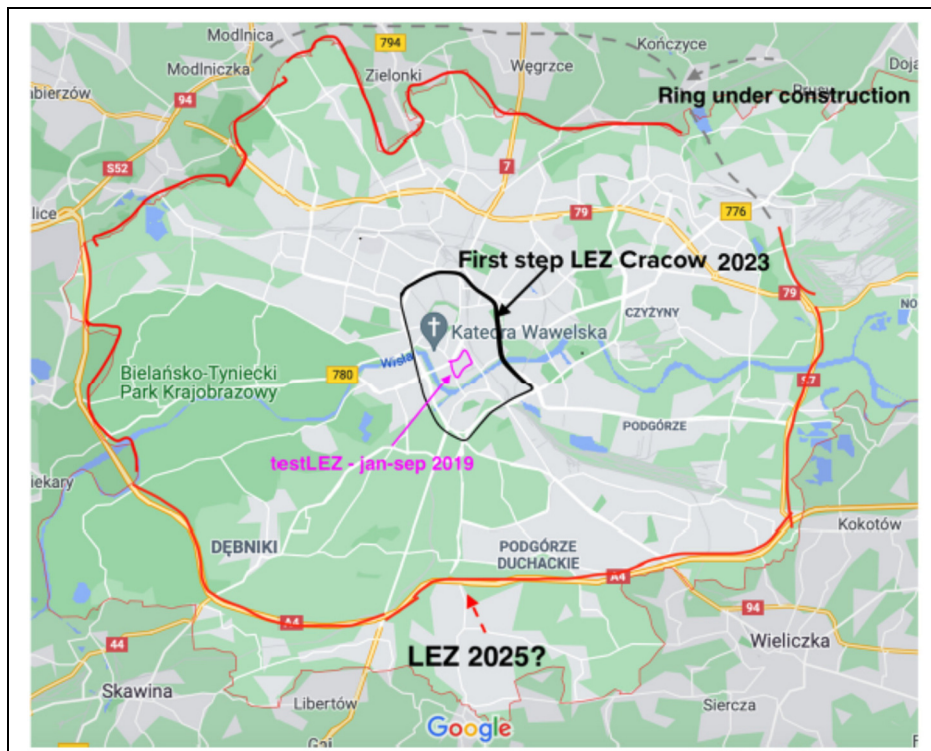 Modlnica
794
Kończyce
Modlniczka
Zielonki
Węgrzce
Doja
abierzów
94
Prusy
Ring under construction
S52
7
lice
79
776
First step LEZ Cracow 2023
79
CZYŻYNY
NO
Katedra Wawelska
Wisła
Bielańsko-Tyniecki
Park Krajobrazowy
780
PODGÓRZE
testLEZ - jan-sep 2019
iekary
DĘBNIKI
PODGÓRZE
DUCHACKIE
Kokotów
A4
94
A4
44
LEZ 2025?
Wieliczka
Skawina
Libertów
Siercza
Google
Gaj